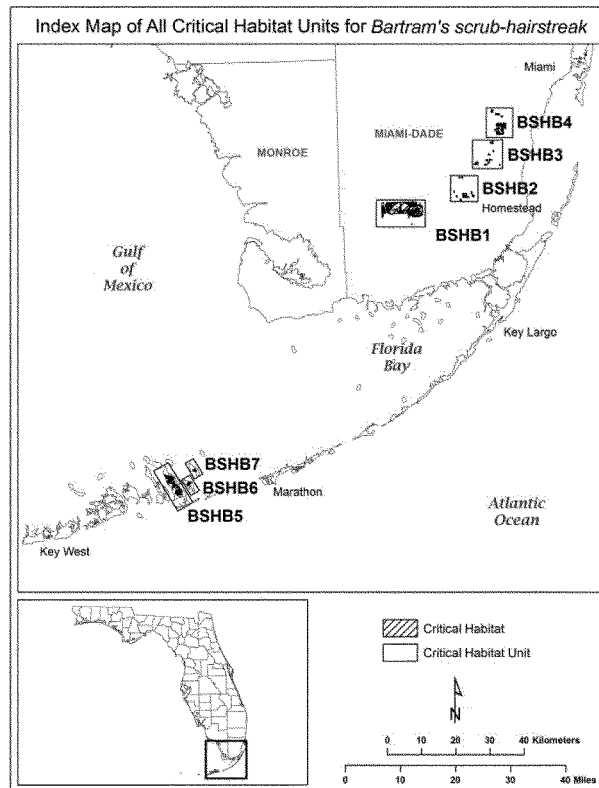 Index Map of All Critical Habitat Units for Bartram's scrub-hairstreak
Miami
BSHB4
MIAMI-DADE
MONROE
BSHB3
BSHB2
Homestead
BSHB1
Gulf
of
Mexico
Key Largo
Florida
Bay
BSHB7
BSHB6
Marathon
BSHB5
Atlantic
Ocean
Key West
Critical Habitat
Critical Habitat Unit
N
0 10 20 30 40 Kilometers
0 10 20 30 40 Miles